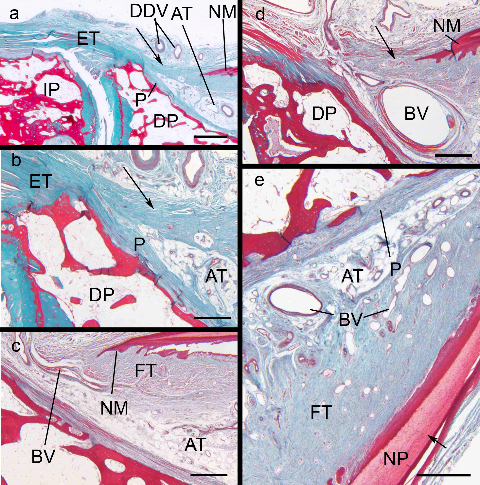 a
DDV
AT
NM
ET
IP
P
DP
b
ET
P
AT
DP
c
FT
NM
BV
AT
d
NM
DP
BV
e
AT
P
BV
FT
NP